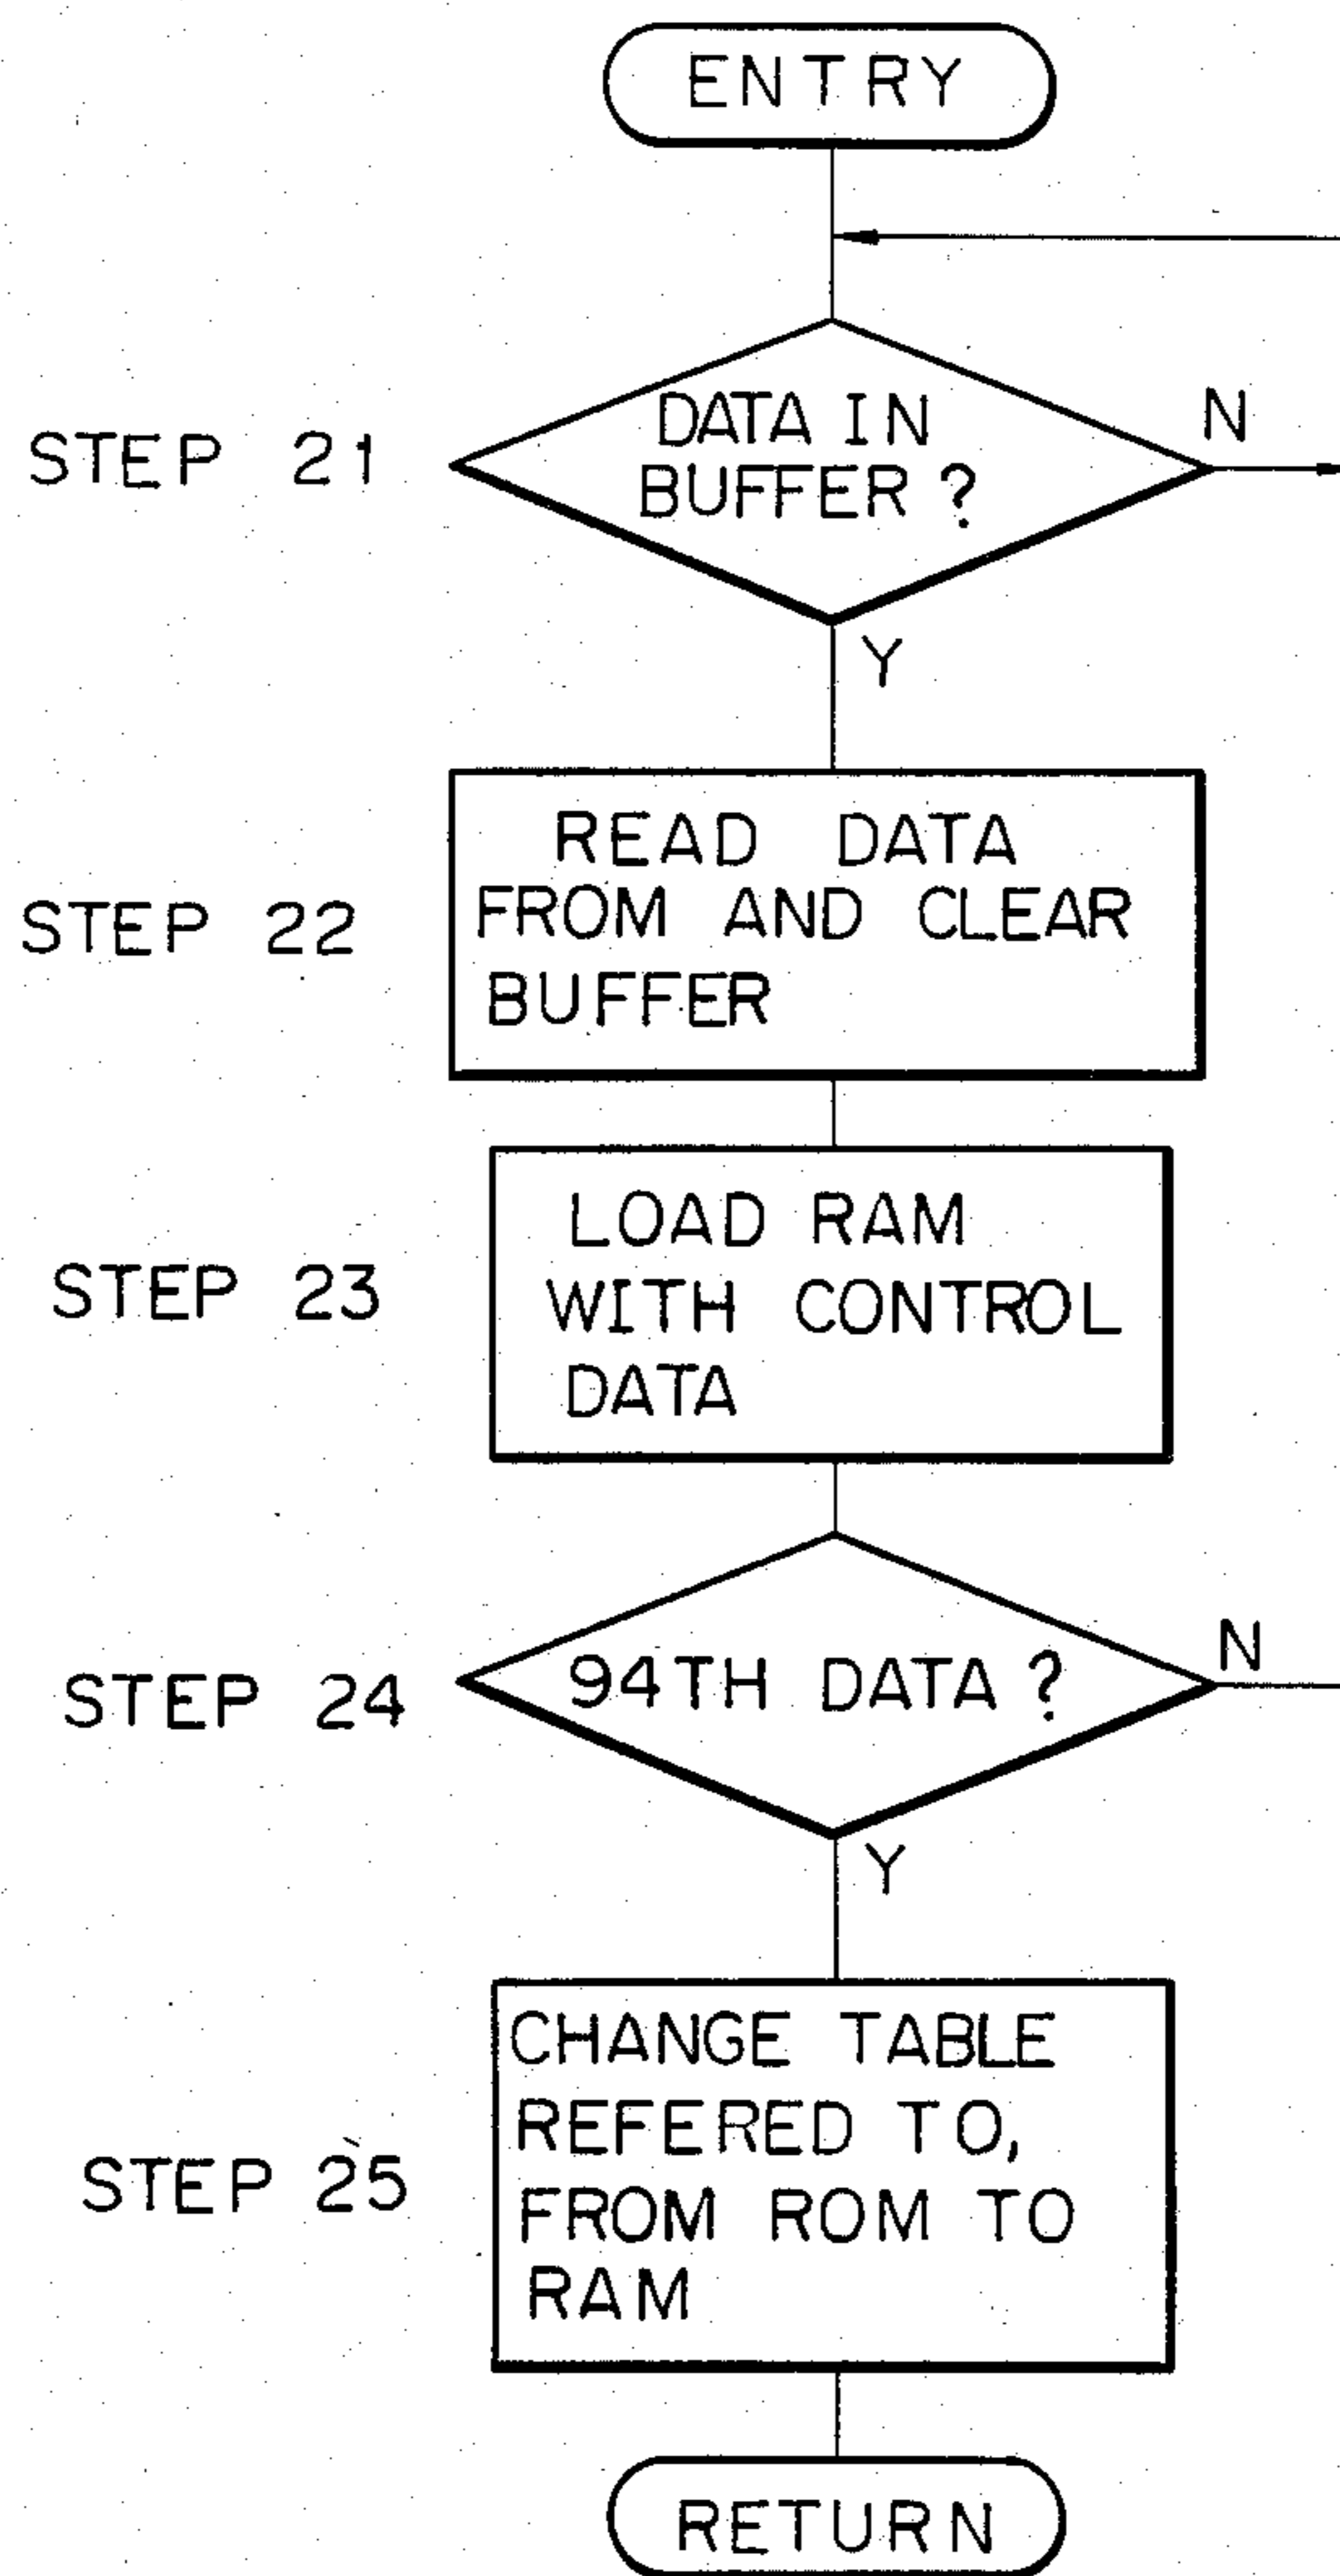 ENTRY
STEP 21
DATA IN
BUFFER ?
N
Y
STEP 22
READ DATA
FROM AND CLEAR
BUFFER
STEP 23
LOAD RAM
WITH CONTROL
DATA
STEP 24
94TH DATA ?
N
Y
STEP 25
CHANGE TABLE
REFERED TO,
FROM ROM TO
RAM
RETURN